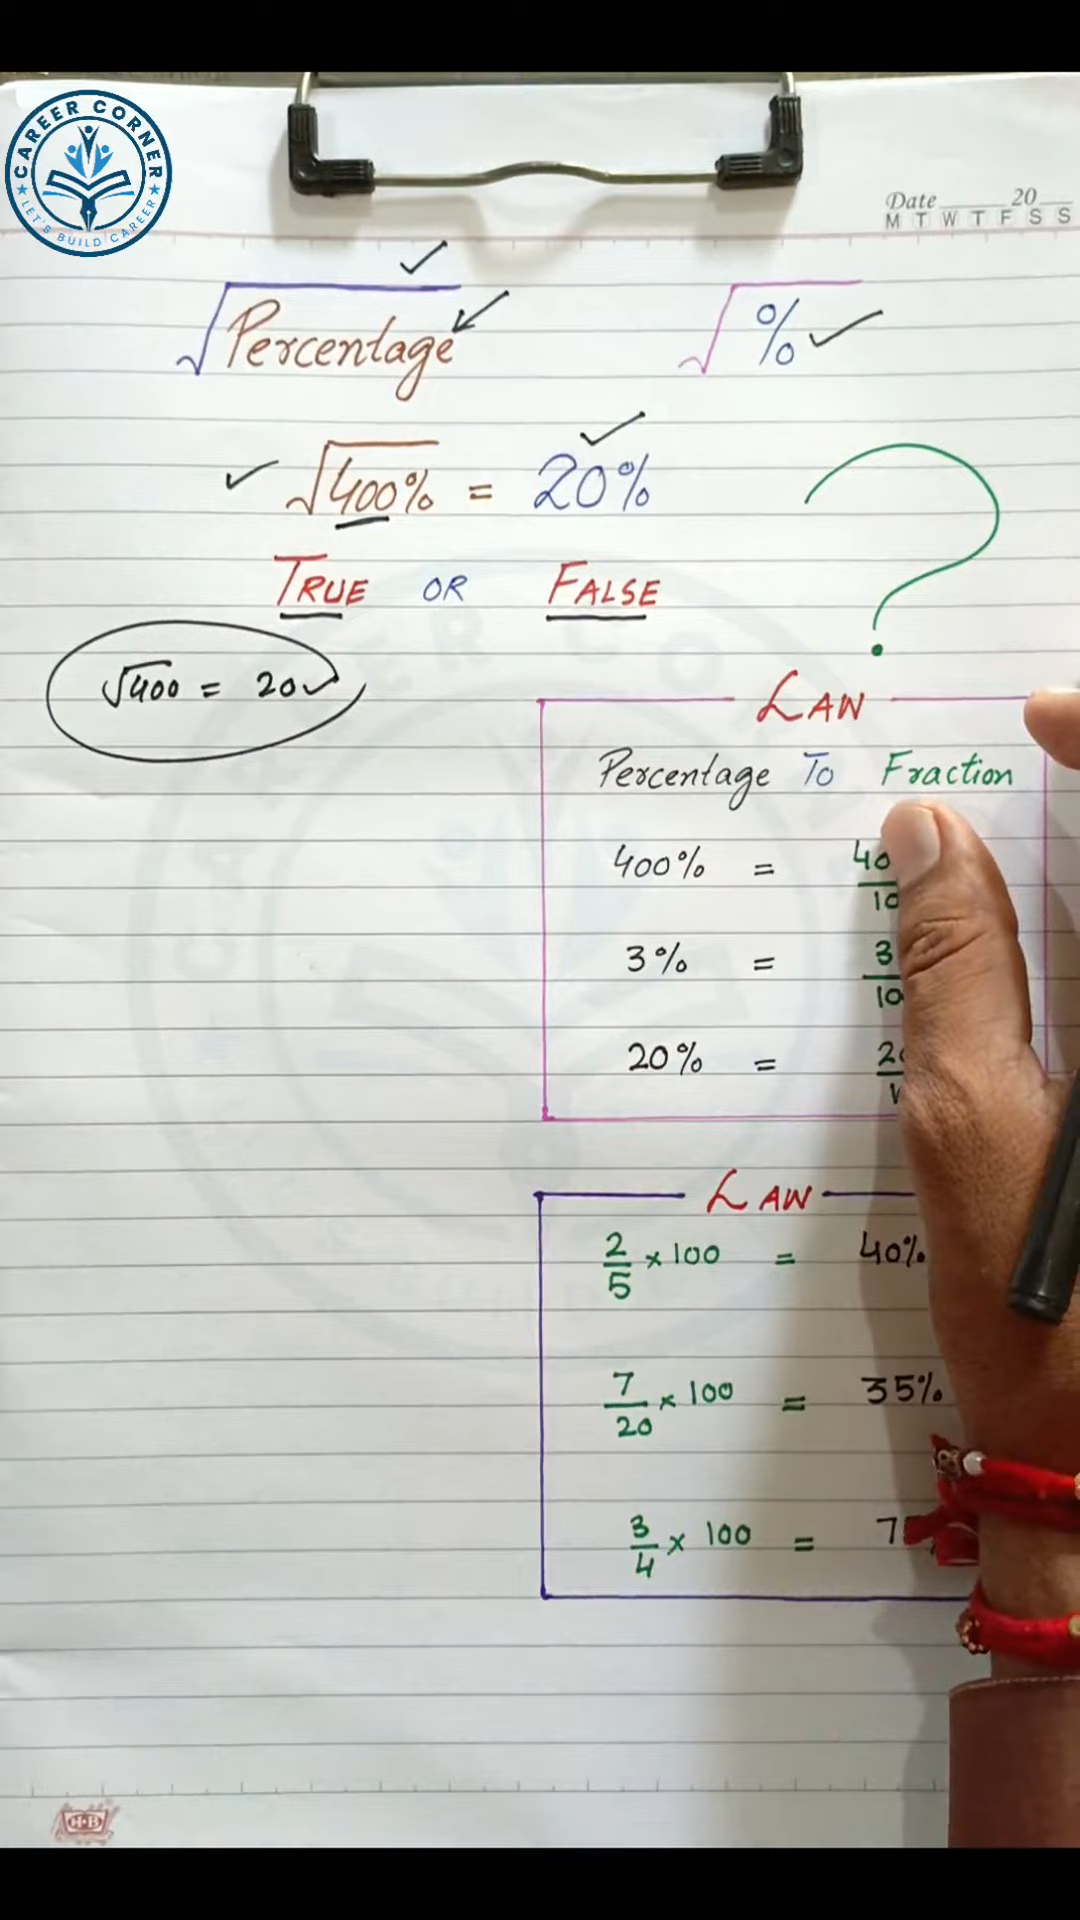 CAREER CORNER
LET'S BUILD CAREER
Date 20
M T W T F S S
√Percentage √%
√400% = 20%
TRUE OR FALSE
?
√400 = 20
LAW
Percentage To Fraction
400% =
3% =
20% =
LAW
2/5 × 100 = 40%
7/20 × 100 = 35%
3/4 × 100 =
H·B